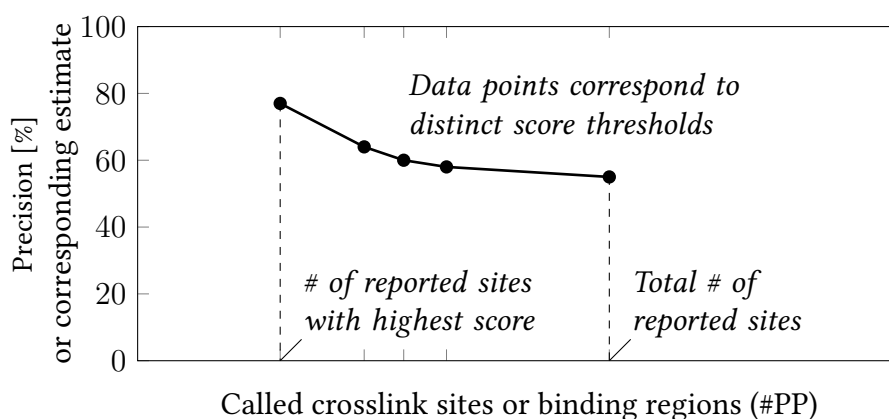 Precision [%]
or corresponding estimate
100
80
60
40
20
0
Data points correspond to
distinct score thresholds
# of reported sites
with highest score
Total # of
reported sites
Called crosslink sites or binding regions (#PP)